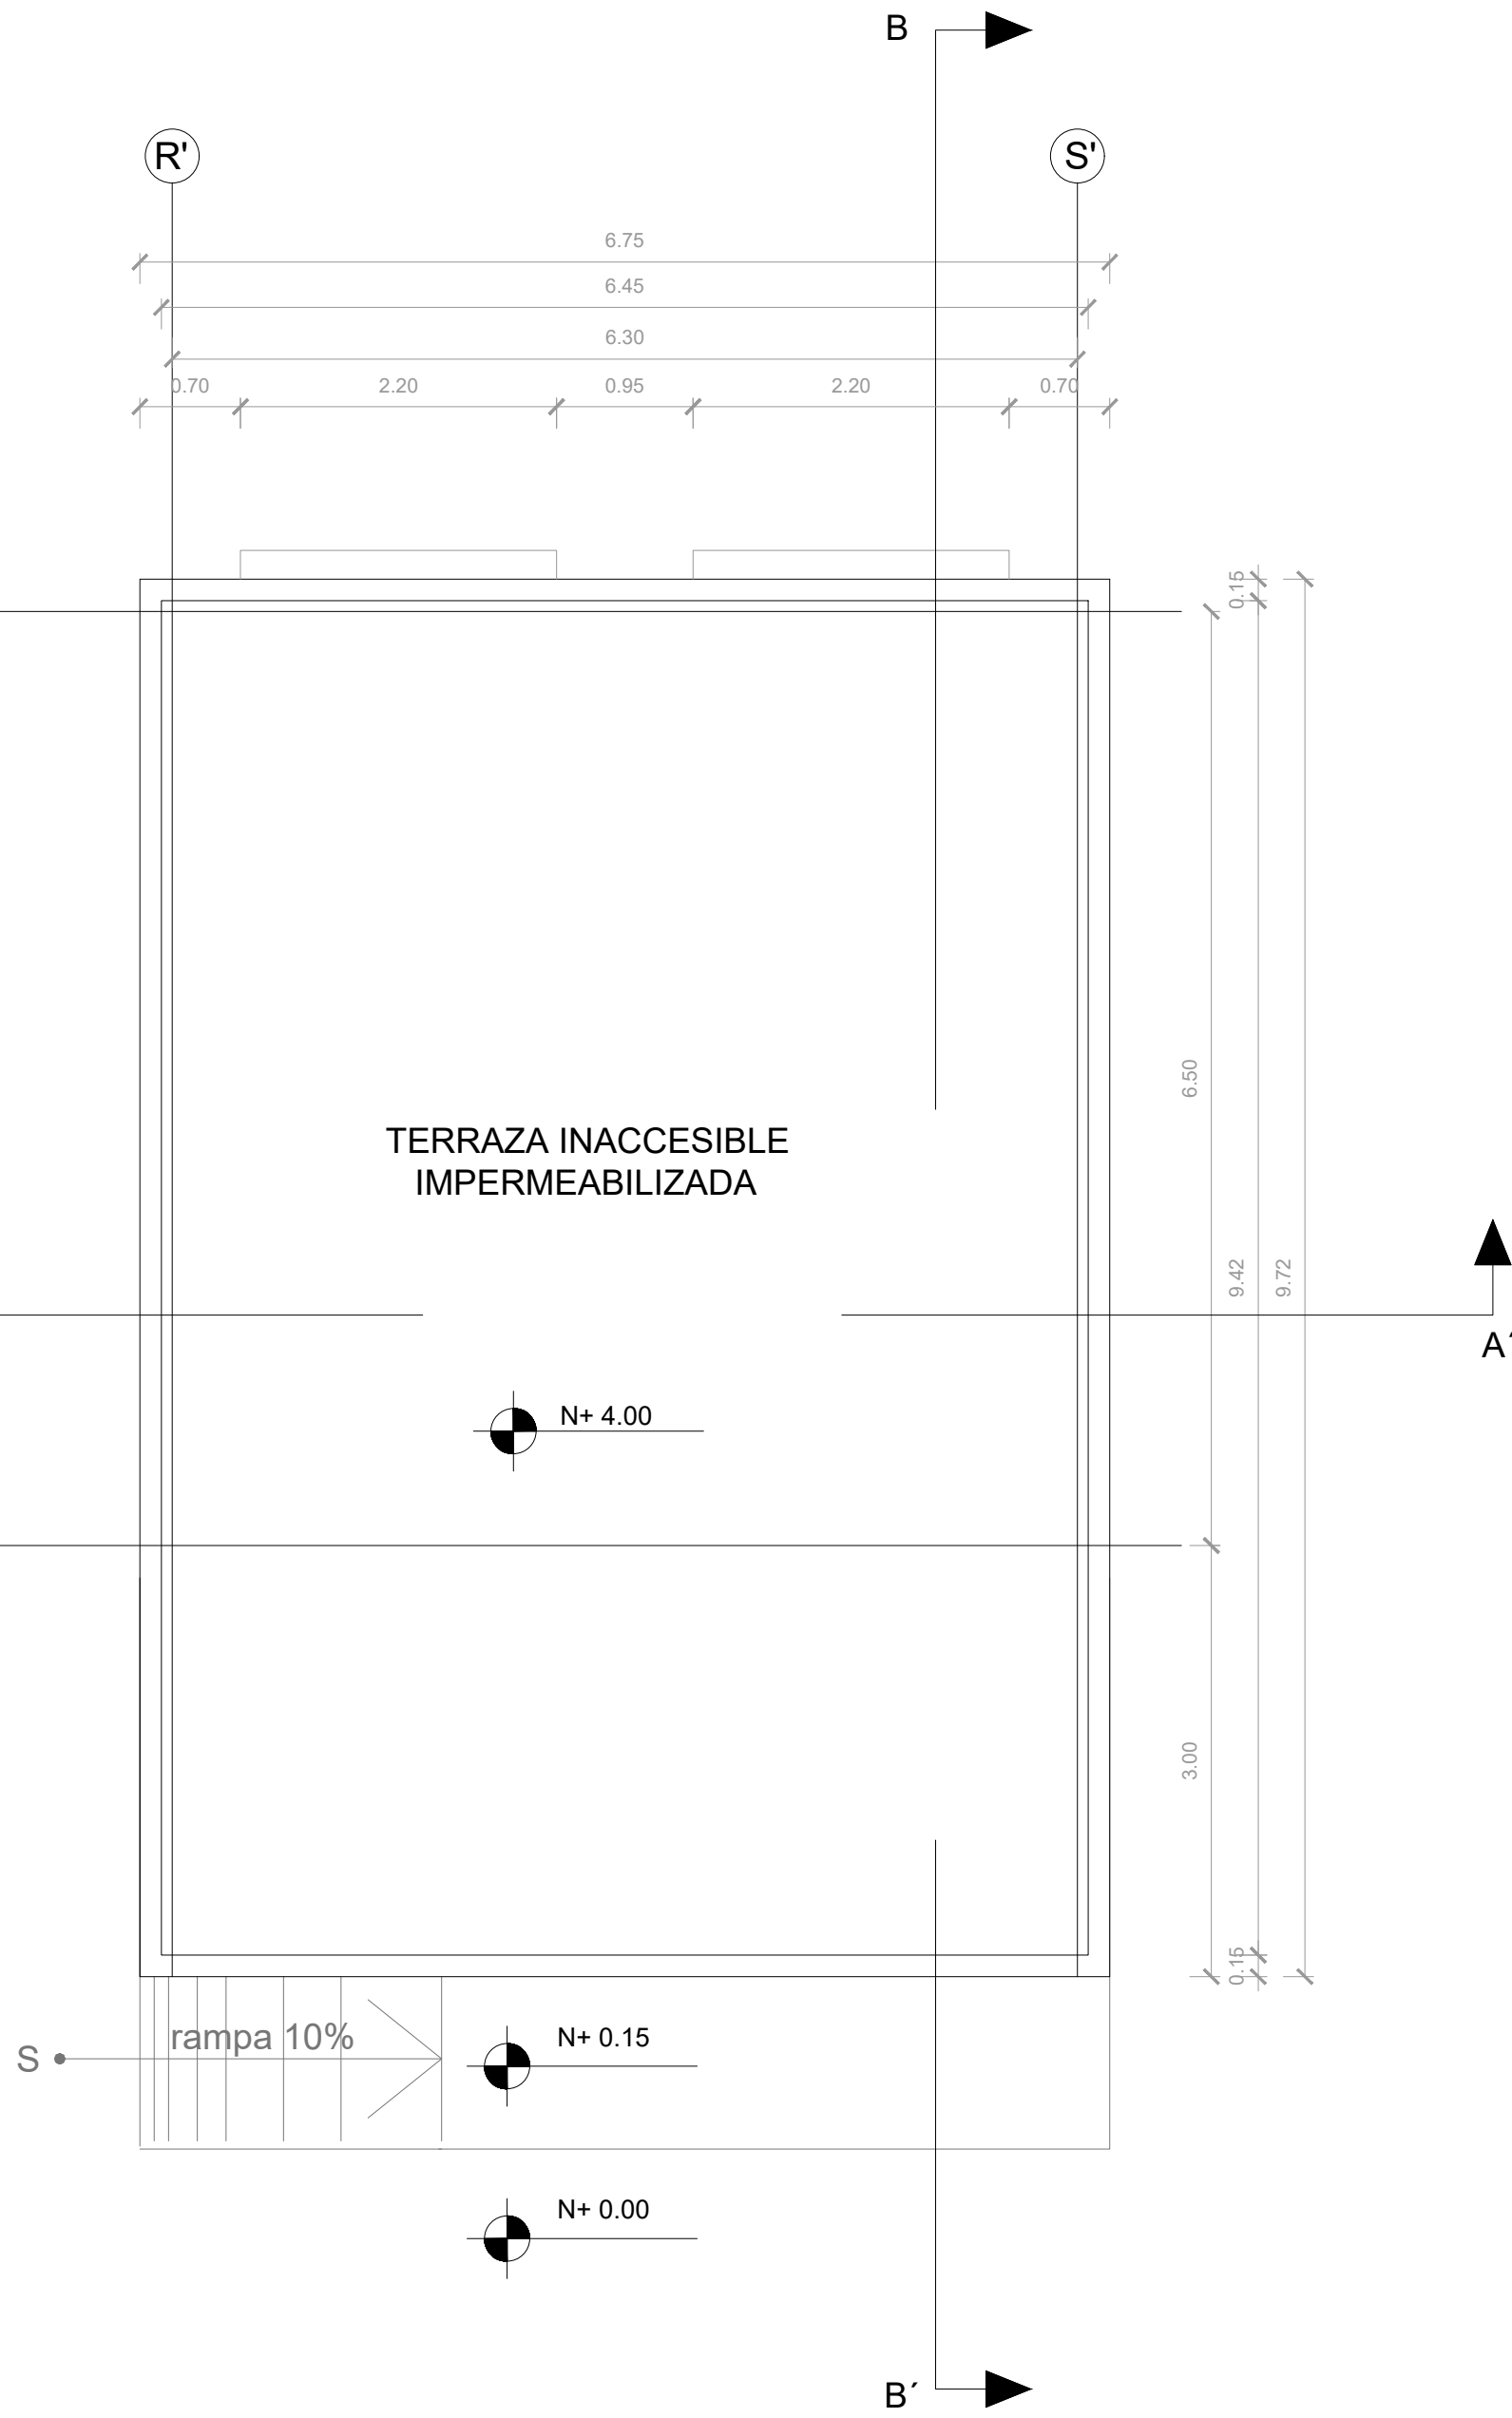 B
R'
S'
6.75
6.45
6.30
0.70
2.20
0.95
2.20
0.70
0.15
6.50
TERRAZA INACCESIBLE
IMPERMEABILIZADA
9.42
9.72
A´
N+ 4.00
3.00
0.15
rampa 10%
S
N+ 0.15
N+ 0.00
B´